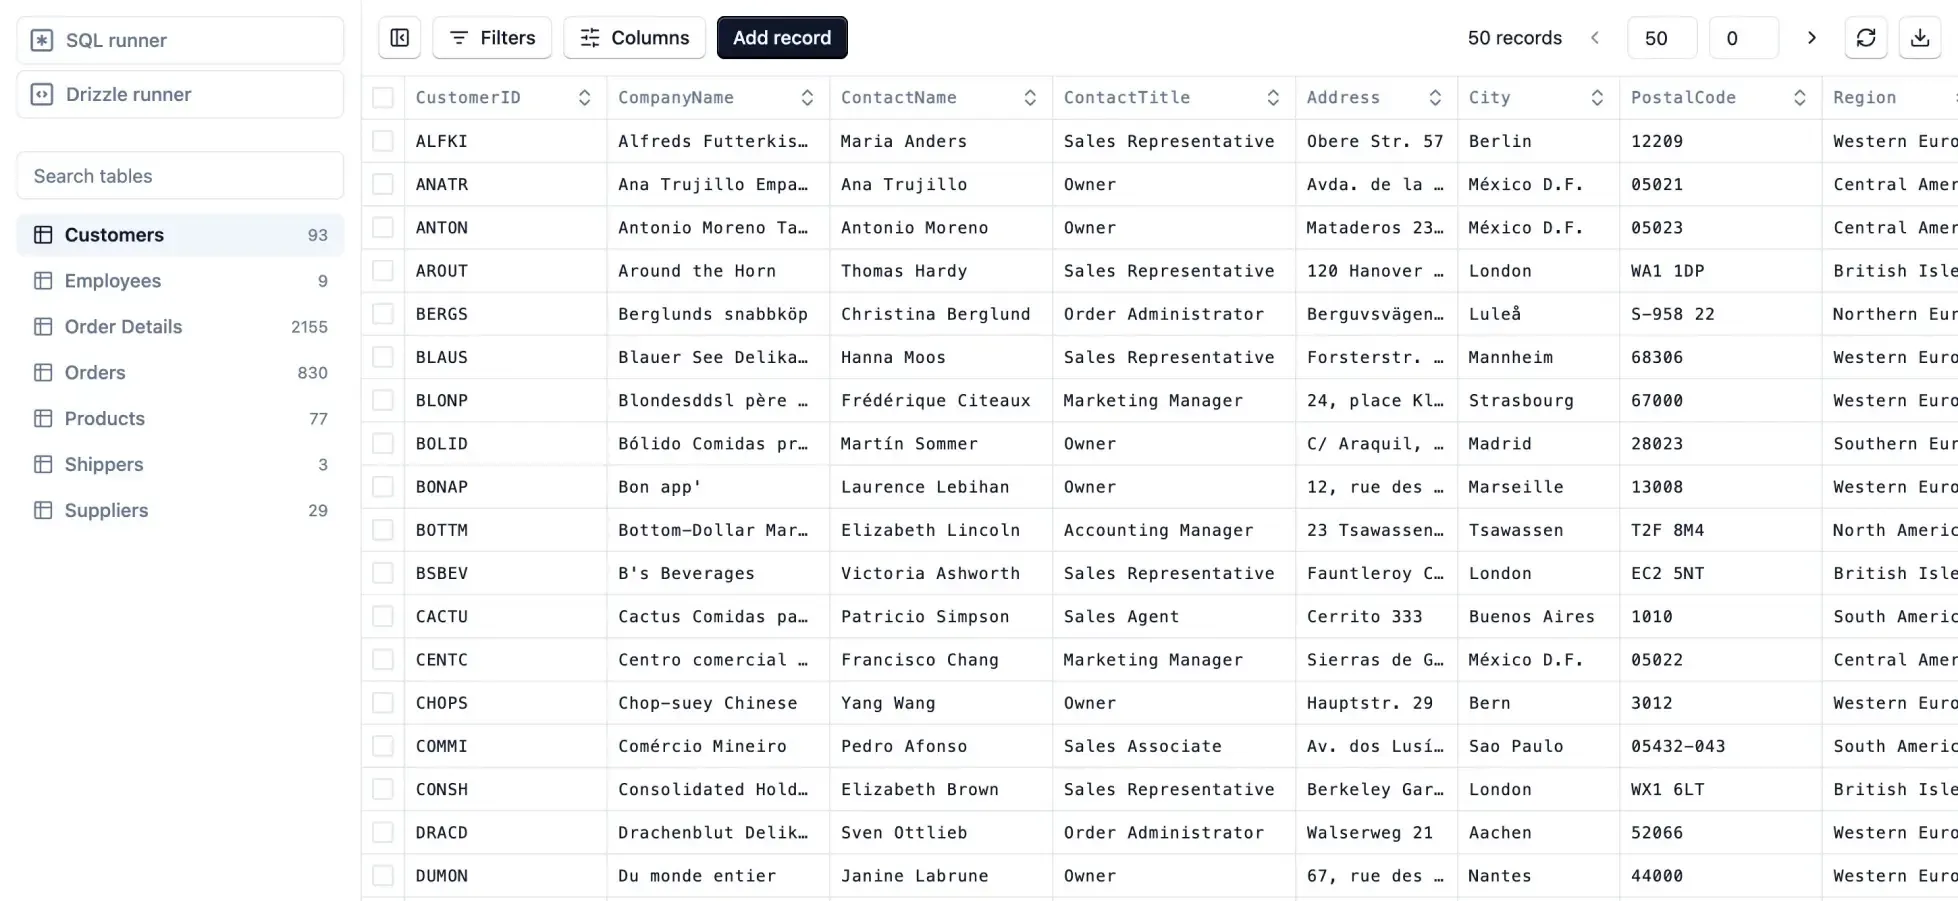 SQL runner
Drizzle runner
Search tables
Customers 93
Employees 9
Order Details 2155
Orders 830
Products 77
Shippers 3
Suppliers 29
Filters Columns Add record 50 records 50 0
CustomerID CompanyName ContactName ContactTitle Address City PostalCode Region
ALFKI Alfreds Futterkis… Maria Anders Sales Representative Obere Str. 57 Berlin 12209 Western Euro
ANATR Ana Trujillo Empa… Ana Trujillo Owner Avda. de la … México D.F. 05021 Central Amer
ANTON Antonio Moreno Ta… Antonio Moreno Owner Mataderos 23… México D.F. 05023 Central Amer
AROUT Around the Horn Thomas Hardy Sales Representative 120 Hanover … London WA1 1DP British Isle
BERGS Berglunds snabbköp Christina Berglund Order Administrator Berguvsvägen… Luleå S-958 22 Northern Eur
BLAUS Blauer See Delika… Hanna Moos Sales Representative Forsterstr. … Mannheim 68306 Western Euro
BLONP Blondesddsl père … Frédérique Citeaux Marketing Manager 24, place Kl… Strasbourg 67000 Western Euro
BOLID Bólido Comidas pr… Martín Sommer Owner C/ Araquil, … Madrid 28023 Southern Eur
BONAP Bon app' Laurence Lebihan Owner 12, rue des … Marseille 13008 Western Euro
BOTTM Bottom-Dollar Mar… Elizabeth Lincoln Accounting Manager 23 Tsawassen… Tsawassen T2F 8M4 North Americ
BSBEV B's Beverages Victoria Ashworth Sales Representative Fauntleroy C… London EC2 5NT British Isle
CACTU Cactus Comidas pa… Patricio Simpson Sales Agent Cerrito 333 Buenos Aires 1010 South Americ
CENTC Centro comercial … Francisco Chang Marketing Manager Sierras de G… México D.F. 05022 Central Amer
CHOPS Chop-suey Chinese Yang Wang Owner Hauptstr. 29 Bern 3012 Western Euro
COMMI Comércio Mineiro Pedro Afonso Sales Associate Av. dos Lusí… Sao Paulo 05432-043 South Americ
CONSH Consolidated Hold… Elizabeth Brown Sales Representative Berkeley Gar… London WX1 6LT British Isle
DRACD Drachenblut Delik… Sven Ottlieb Order Administrator Walserweg 21 Aachen 52066 Western Euro
DUMON Du monde entier Janine Labrune Owner 67, rue des … Nantes 44000 Western Euro